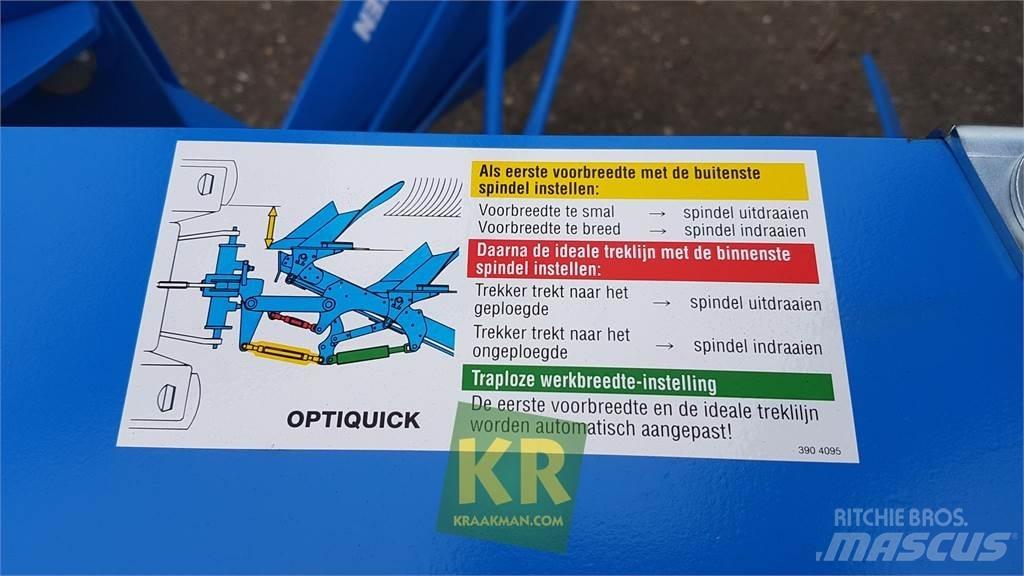 EN
Als eerste voorbreedte met de buitenste
spindel instellen:
Voorbreedte te smal → spindel uitdraaien
Voorbreedte te breed → spindel indraaien
Daarna de ideale treklijn met de binnenste
spindel instellen:
Trekker trekt naar het
geploegde → spindel uitdraaien
Trekker trekt naar het
ongeploegde → spindel indraaien
Traploze werkbreedte-instelling
De eerste voorbreedte en de ideale trekliljn
worden automatisch aangepast!
390 4095
OPTIQUICK
KR
KRAAKMAN.COM
RITCHIE BROS.
MASCUS